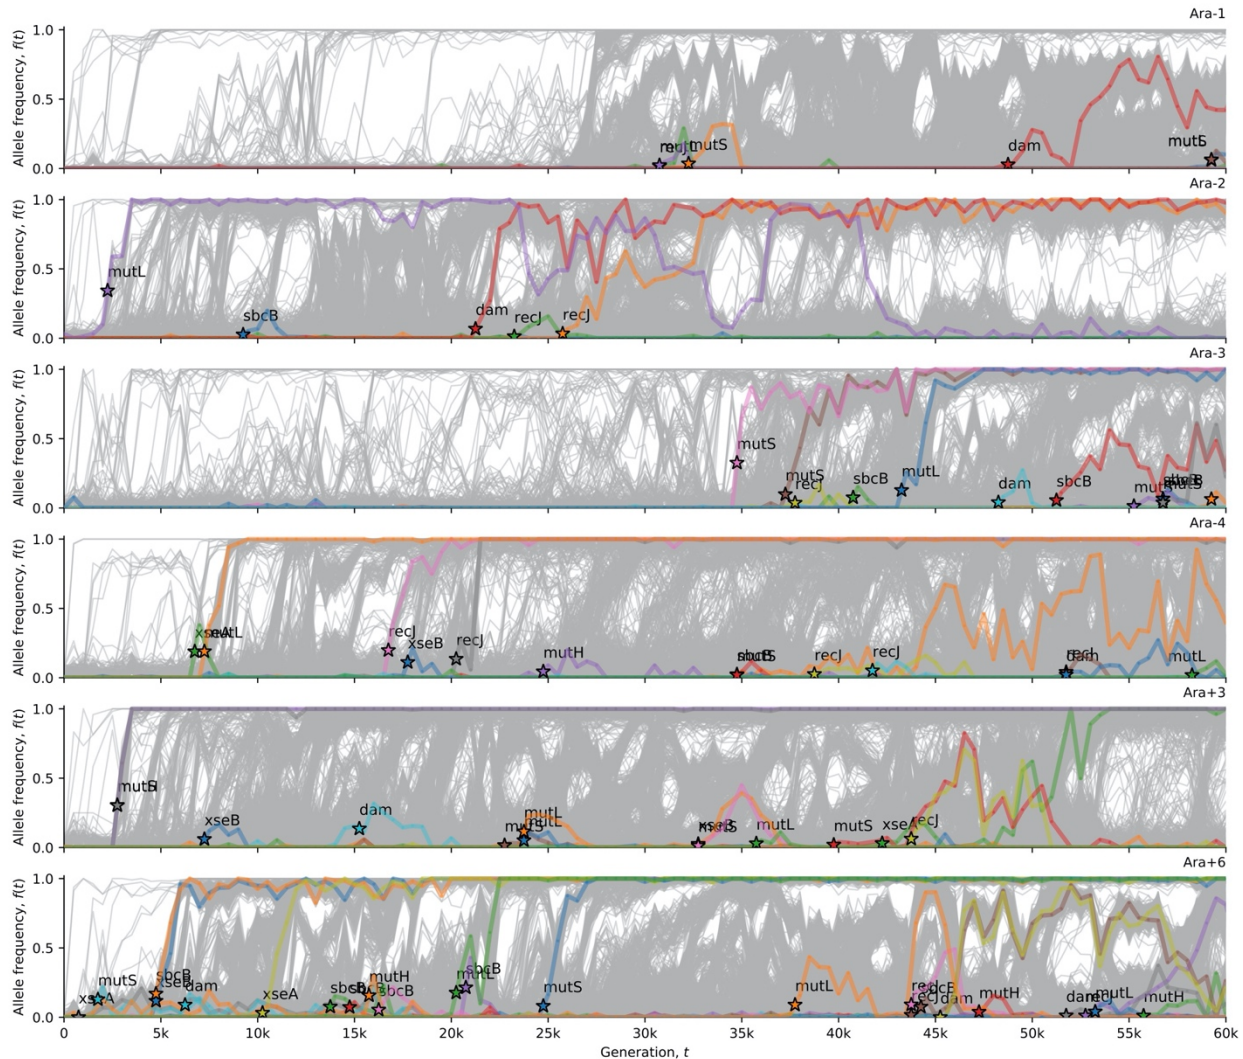 Ara-1
Allele frequency, f(t)
1.0
0.5
0.0
mutS
dam
Ara-2
Allele frequency, f(t)
1.0
0.5
0.0
mutL
sbcB
dam
recJ
recJ
Ara-3
Allele frequency, f(t)
1.0
0.5
0.0
mutS
mutS
recJ
sbcB
mutL
dam
sbcB
Ara-4
Allele frequency, f(t)
1.0
0.5
0.0
recJ
xseB
recJ
mutH
recJ
recJ
mutL
Ara+3
Allele frequency, f(t)
1.0
0.5
0.0
xseB
dam
mutL
mutL
mutS
recJ
Ara+6
Allele frequency, f(t)
1.0
0.5
0.0
mutS
sbcB
dam
xseA
mutH
sbcB
sbcB
mutS
mutL
dam
mutH
mutL
mutH
0 5k 10k 15k 20k 25k 30k 35k 40k 45k 50k 55k 60k
Generation, t